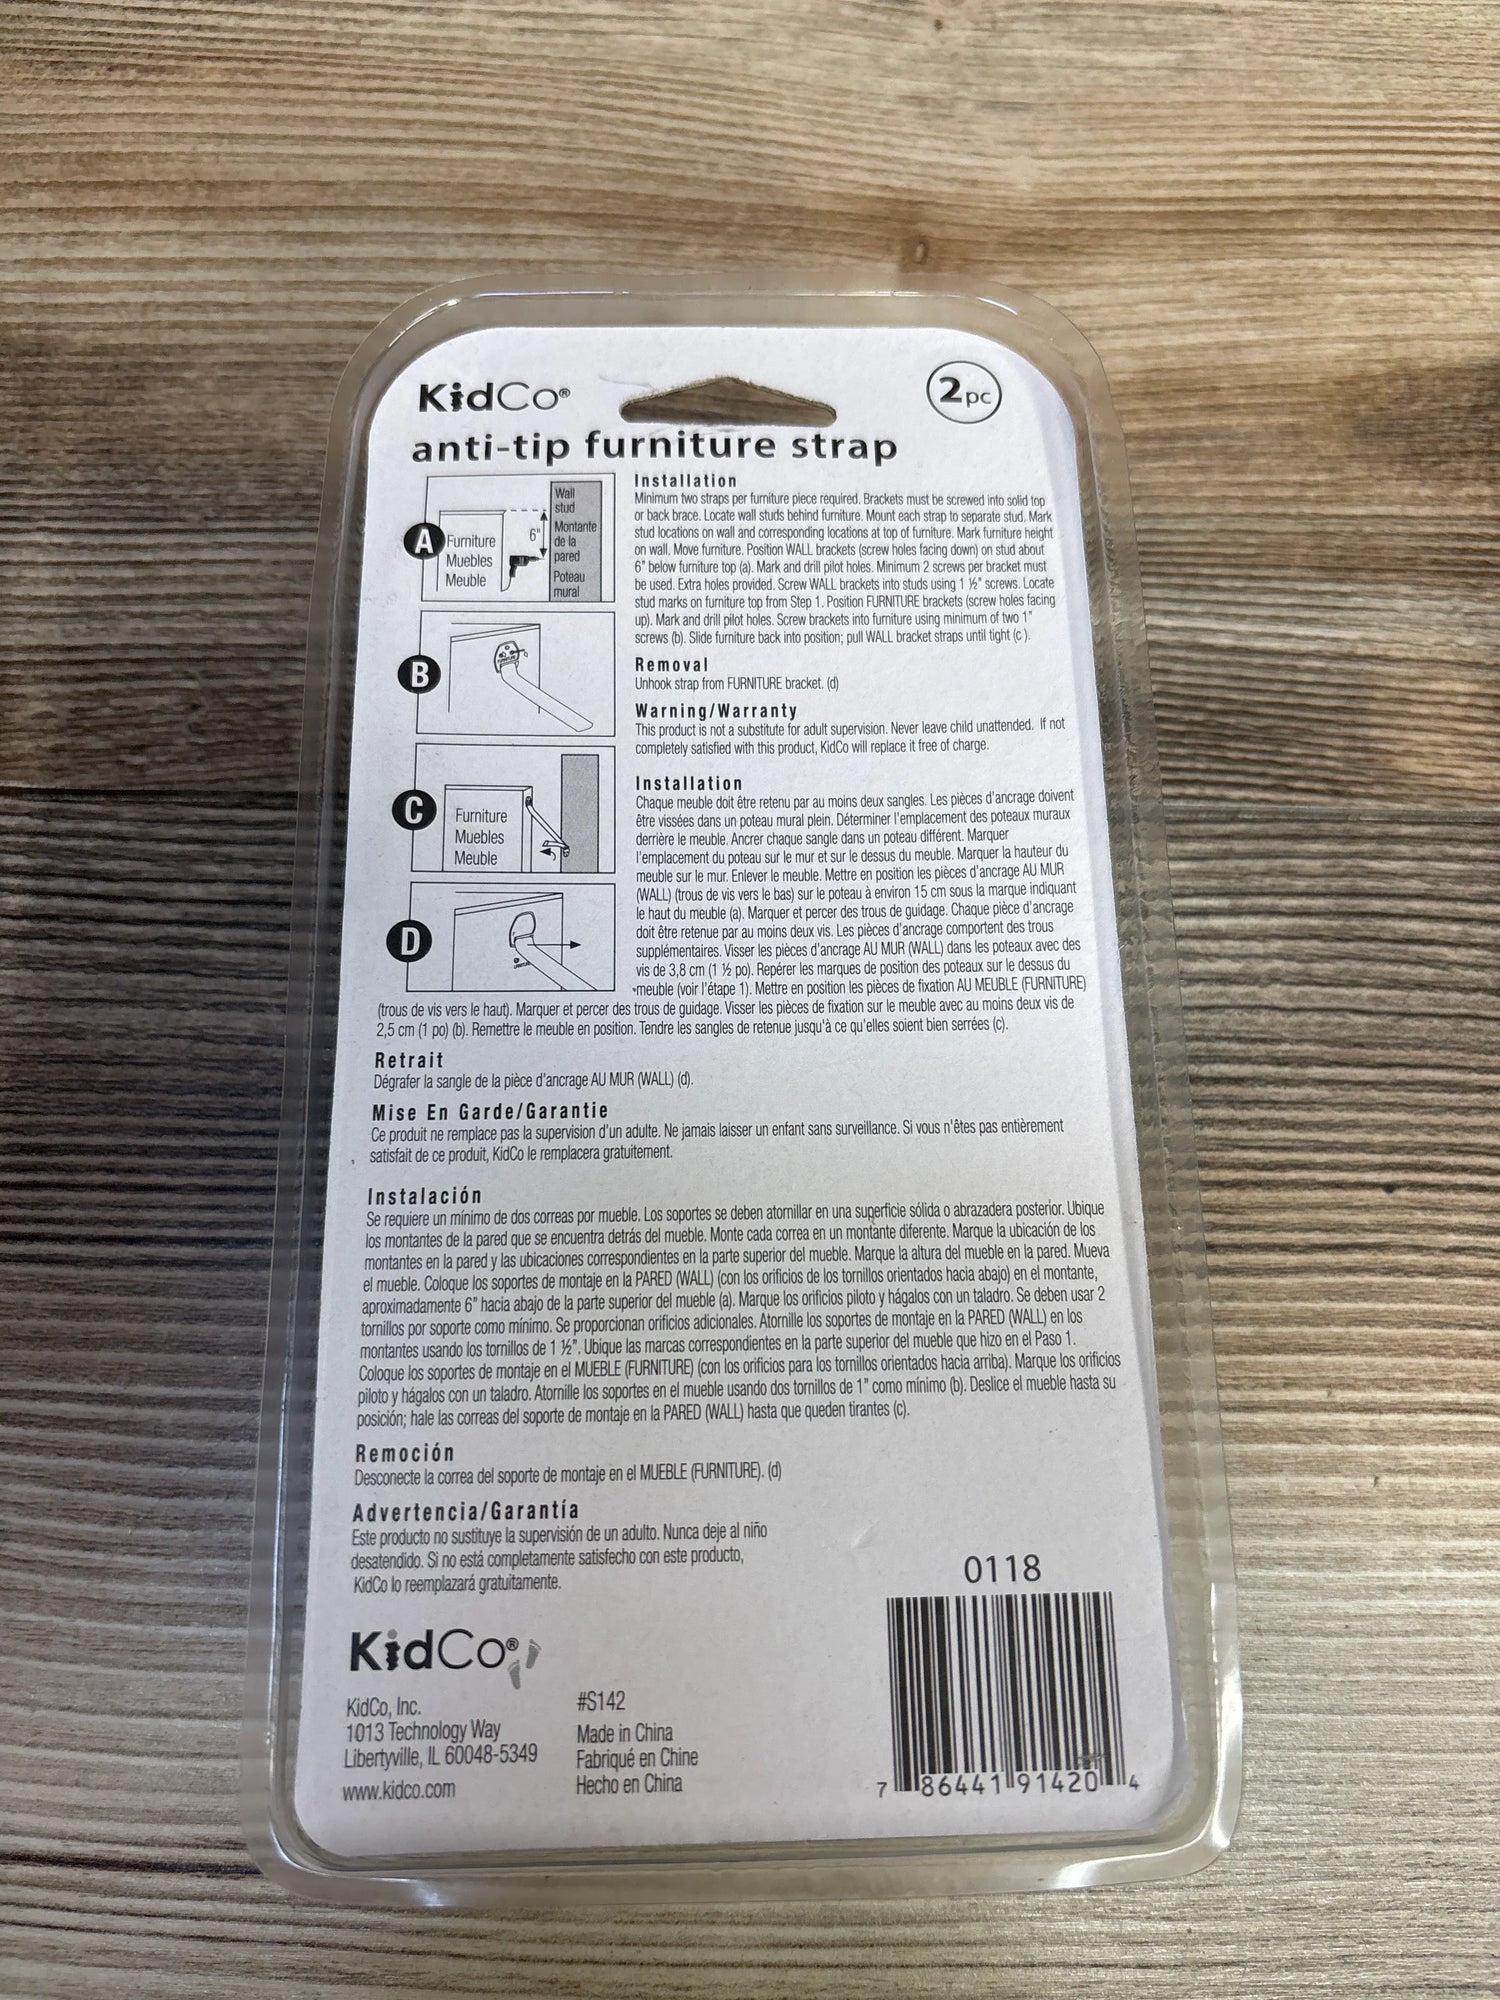 KidCo®
2pc
anti-tip furniture strap
A
Furniture
Muebles
Meuble
6"
Wall
stud
Montante
de la
pared
Poteau
mural
B
FURNITURE
C
Furniture
Muebles
Meuble
D
Installation
Minimum two straps per furniture piece required. Brackets must be screwed into solid top
or back brace. Locate wall studs behind furniture. Mount each strap to separate stud. Mark
stud locations on wall and corresponding locations at top of furniture. Mark furniture height
on wall. Move furniture. Position WALL brackets (screw holes facing down) on stud about
6" below furniture top (a). Mark and drill pilot holes. Minimum 2 screws per bracket must
be used. Extra holes provided. Screw WALL brackets into studs using 1 ½" screws. Locate
stud marks on furniture top from Step 1. Position FURNITURE brackets (screw holes facing
up). Mark and drill pilot holes. Screw brackets into furniture using minimum of two 1"
screws (b). Slide furniture back into position; pull WALL bracket straps until tight (c ).
Removal
Unhook strap from FURNITURE bracket. (d)
Warning/Warranty
This product is not a substitute for adult supervision. Never leave child unattended. If not
completely satisfied with this product, KidCo will replace it free of charge.
Installation
Chaque meuble doit être retenu par au moins deux sangles. Les pièces d'ancrage doivent
être vissées dans un poteau mural plein. Déterminer l'emplacement des poteaux muraux
derrière le meuble. Ancrer chaque sangle dans un poteau différent. Marquer
l'emplacement du poteau sur le mur et sur le dessus du meuble. Marquer la hauteur du
meuble sur le mur. Enlever le meuble. Mettre en position les pièces d'ancrage AU MUR
(WALL) (trous de vis vers le bas) sur le poteau à environ 15 cm sous la marque indiquant
le haut du meuble (a). Marquer et percer des trous de guidage. Chaque pièce d'ancrage
doit être retenue par au moins deux vis. Les pièces d'ancrage comportent des trous
supplémentaires. Visser les pièces d'ancrage AU MUR (WALL) dans les poteaux avec des
vis de 3,8 cm (1 ½ po). Repérer les marques de position des poteaux sur le dessus du
meuble (voir l'étape 1). Mettre en position les pièces de fixation AU MEUBLE (FURNITURE)
(trous de vis vers le haut). Marquer et percer des trous de guidage. Visser les pièces de fixation sur le meuble avec au moins deux vis de
2,5 cm (1 po) (b). Remettre le meuble en position. Tendre les sangles de retenue jusqu'à ce qu'elles soient bien serrées (c).
Retrait
Dégrafer la sangle de la pièce d'ancrage AU MUR (WALL) (d).
Mise En Garde/Garantie
Ce produit ne remplace pas la supervision d'un adulte. Ne jamais laisser un enfant sans surveillance. Si vous n'êtes pas entièrement
satisfait de ce produit, KidCo le remplacera gratuitement.
Instalación
Se requiere un mínimo de dos correas por mueble. Los soportes se deben atornillar en una superficie sólida o abrazadera posterior. Ubique
los montantes de la pared que se encuentra detrás del mueble. Monte cada correa en un montante diferente. Marque la ubicación de los
montantes en la pared y las ubicaciones correspondientes en la parte superior del mueble. Marque la altura del mueble en la pared. Mueva
el mueble. Coloque los soportes de montaje en la PARED (WALL) (con los orificios de los tornillos orientados hacia abajo) en el montante,
aproximadamente 6" hacia abajo de la parte superior del mueble (a). Marque los orificios piloto y hágalos con un taladro. Se deben usar 2
tornillos por soporte como mínimo. Se proporcionan orificios adicionales. Atornille los soportes de montaje en la PARED (WALL) en los
montantes usando los tornillos de 1 ½". Ubique las marcas correspondientes en la parte superior del mueble que hizo en el Paso 1.
Coloque los soportes de montaje en el MUEBLE (FURNITURE) (con los orificios para los tornillos orientados hacia arriba). Marque los orificios
piloto y hágalos con un taladro. Atornille los soportes en el mueble usando dos tornillos de 1" como mínimo (b). Deslice el mueble hasta su
posición; hale las correas del soporte de montaje en la PARED (WALL) hasta que queden tirantes (c).
Remoción
Desconecte la correa del soporte de montaje en el MUEBLE (FURNITURE). (d)
Advertencia/Garantía
Este producto no sustituye la supervisión de un adulto. Nunca deje al niño
desatendido. Si no está completamente satisfecho con este producto,
KidCo lo reemplazará gratuitamente.
KidCo®
KidCo, Inc.
1013 Technology Way
Libertyville, IL 60048-5349
www.kidco.com
#S142
Made in China
Fabriqué en Chine
Hecho en China
0118
7 86441 91420 4